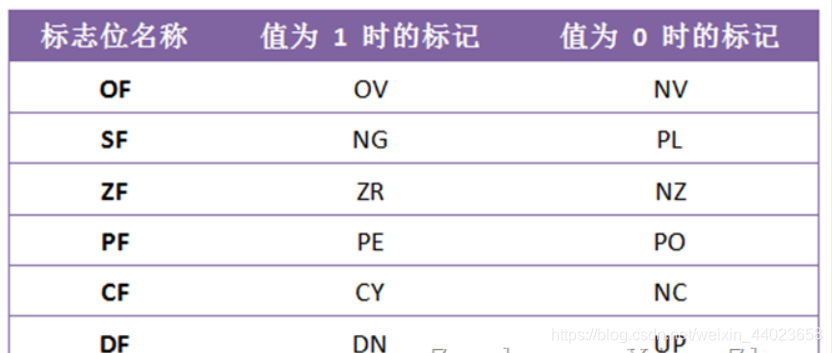 标志位名称 值为 1 时的标记 值为 0 时的标记
OF OV NV
SF NG PL
ZF ZR NZ
PF PE PO
CF CY NC
https://blog.csdn.net/weixin_44023658
DF DN UP